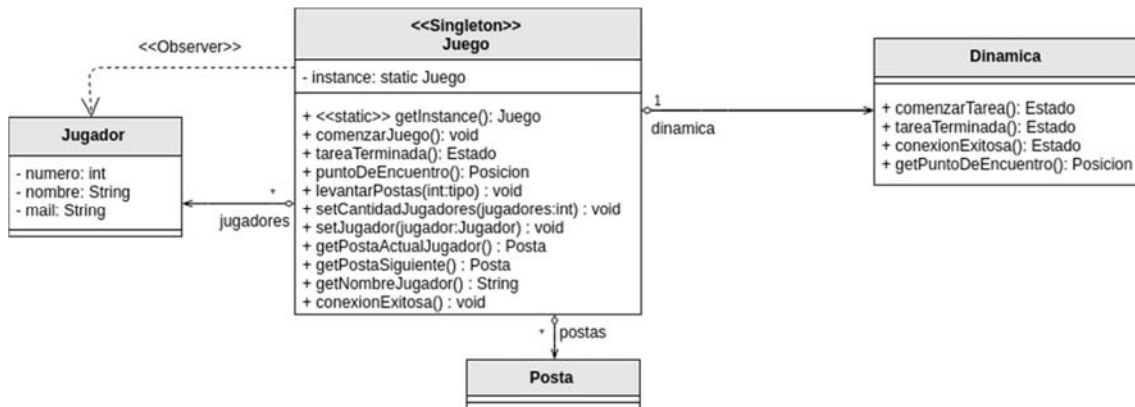 <<Observer>>
<<Singleton>>
Juego
- instance: static Juego
+ <<static>> getInstance(): Juego
+ comenzarJuego(): void
+ tareaTerminada(): Estado
+ puntoDeEncuentro(): Posicion
+ levantarPostas(int:tipo) : void
+ setCantidadJugadores(jugadores:int) : void
+ setJugador(jugador:Jugador) : void
+ getPostaActualJugador() : Posta
+ getPostaSiguiente() : Posta
+ getNombreJugador() : String
+ conexionExitosa() : void
Jugador
- numero: int
- nombre: String
- mail: String
*
jugadores
1
dinamica
Dinamica
+ comenzarTarea(): Estado
+ tareaTerminada(): Estado
+ conexionExitosa(): Estado
+ getPuntoDeEncuentro(): Posicion
* postas
Posta